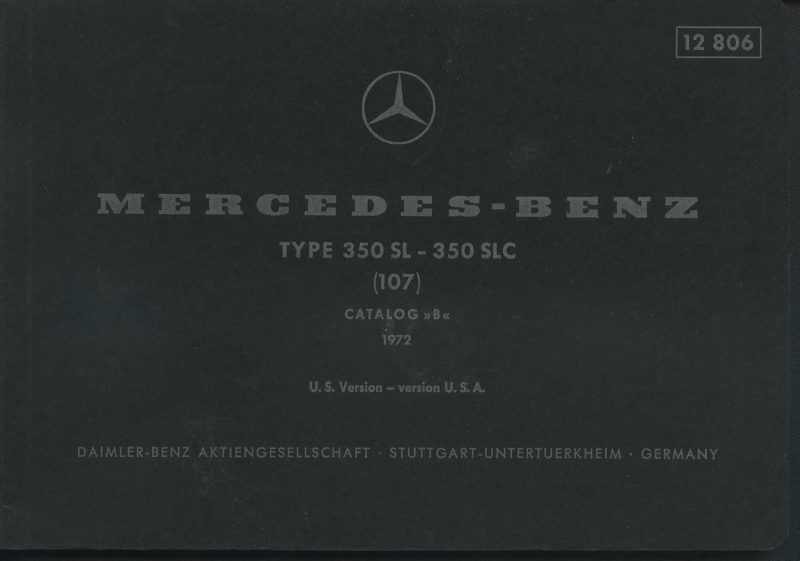 12 806
MERCEDES-BENZ
TYPE 350 SL - 350 SLC
(107)
CATALOG »B«
1972
U. S. Version – version U. S. A.
DAIMLER-BENZ AKTIENGESELLSCHAFT · STUTTGART-UNTERTUERKHEIM · GERMANY